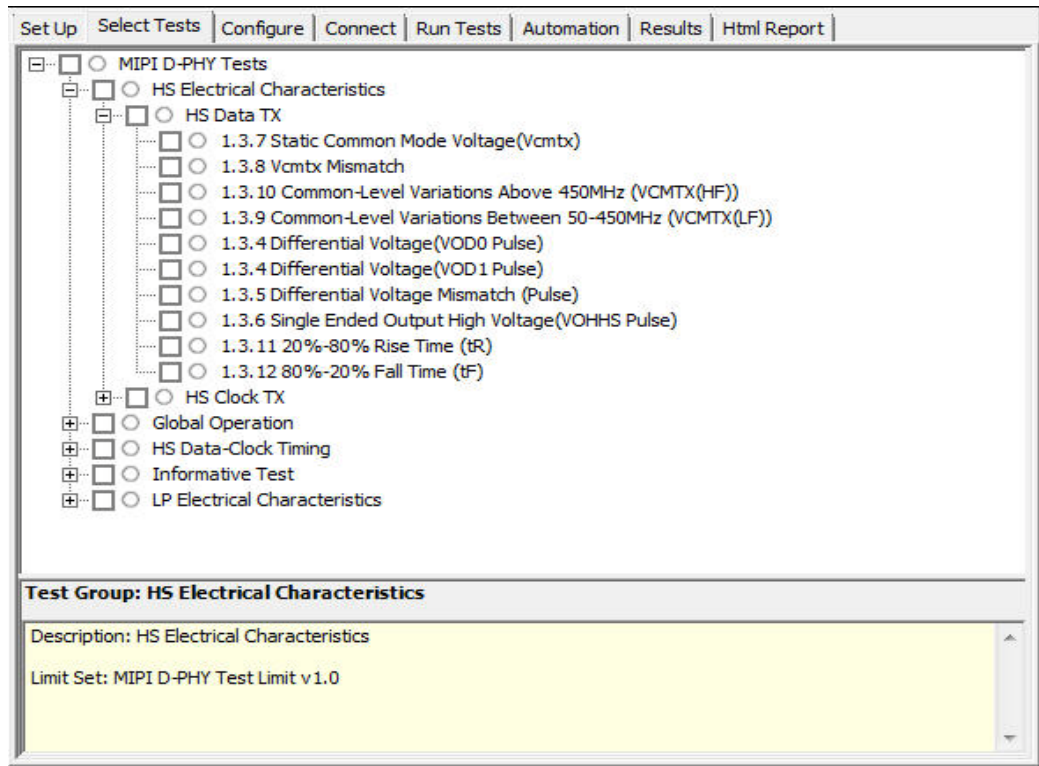 Set Up Select Tests Configure Connect Run Tests Automation Results Html Report
MIPI D-PHY Tests
HS Electrical Characteristics
HS Data TX
1.3.7 Static Common Mode Voltage(Vcmtx)
1.3.8 Vcmtx Mismatch
1.3.10 Common-Level Variations Above 450MHz (VCMTX(HF))
1.3.9 Common-Level Variations Between 50-450MHz (VCMTX(LF))
1.3.4 Differential Voltage(VOD0 Pulse)
1.3.4 Differential Voltage(VOD1 Pulse)
1.3.5 Differential Voltage Mismatch (Pulse)
1.3.6 Single Ended Output High Voltage(VOHHS Pulse)
1.3.11 20%-80% Rise Time (tR)
1.3.12 80%-20% Fall Time (tF)
HS Clock TX
Global Operation
HS Data-Clock Timing
Informative Test
LP Electrical Characteristics
Test Group: HS Electrical Characteristics
Description: HS Electrical Characteristics
Limit Set: MIPI D-PHY Test Limit v1.0